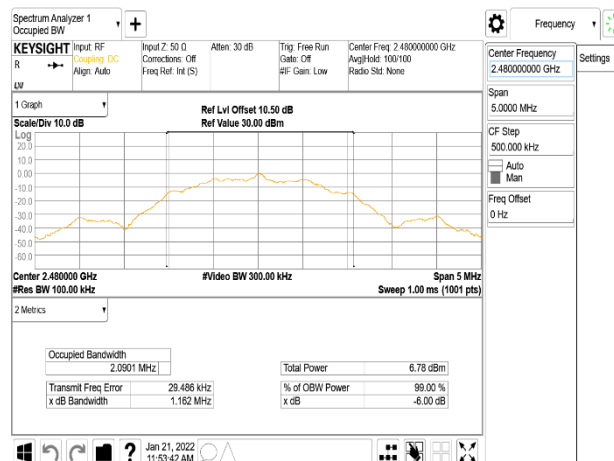 Spectrum Analyzer 1
Occupied BW
Frequency
KEYSIGHT
Input: RF
Coupling: DC
Align: Auto
Input Z: 50 Ω
Corrections: Off
Freq Ref: Int (S)
Atten: 30 dB
Trig: Free Run
Gate: Off
#IF Gain: Low
Center Freq: 2.480000000 GHz
Avg|Hold: 100/100
Radio Std: None
R
Center Frequency
2.480000000 GHz
Settings
Span
5.0000 MHz
CF Step
500.000 kHz
Auto
Man
Freq Offset
0 Hz
1 Graph
Scale/Div 10.0 dB
Ref Lvl Offset 10.50 dB
Ref Value 30.00 dBm
Log
20.0
10.0
0.00
-10.0
-20.0
-30.0
-40.0
-50.0
-60.0
Center 2.480000 GHz
#Res BW 100.00 kHz
#Video BW 300.00 kHz
Span 5 MHz
Sweep 1.00 ms (1001 pts)
2 Metrics
Occupied Bandwidth
2.0901 MHz
Total Power 6.78 dBm
Transmit Freq Error 29.486 kHz
% of OBW Power 99.00 %
x dB Bandwidth 1.162 MHz
x dB -6.00 dB
Jan 21, 2022
11:53:42 AM